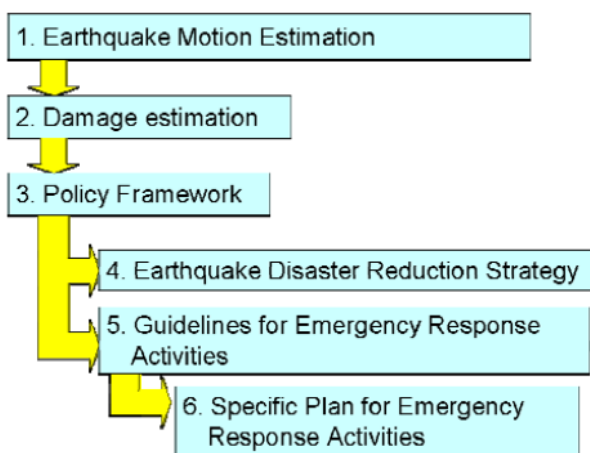 1. Earthquake Motion Estimation
2. Damage estimation
3. Policy Framework
4. Earthquake Disaster Reduction Strategy
5. Guidelines for Emergency Response
Activities
6. Specific Plan for Emergency
Response Activities